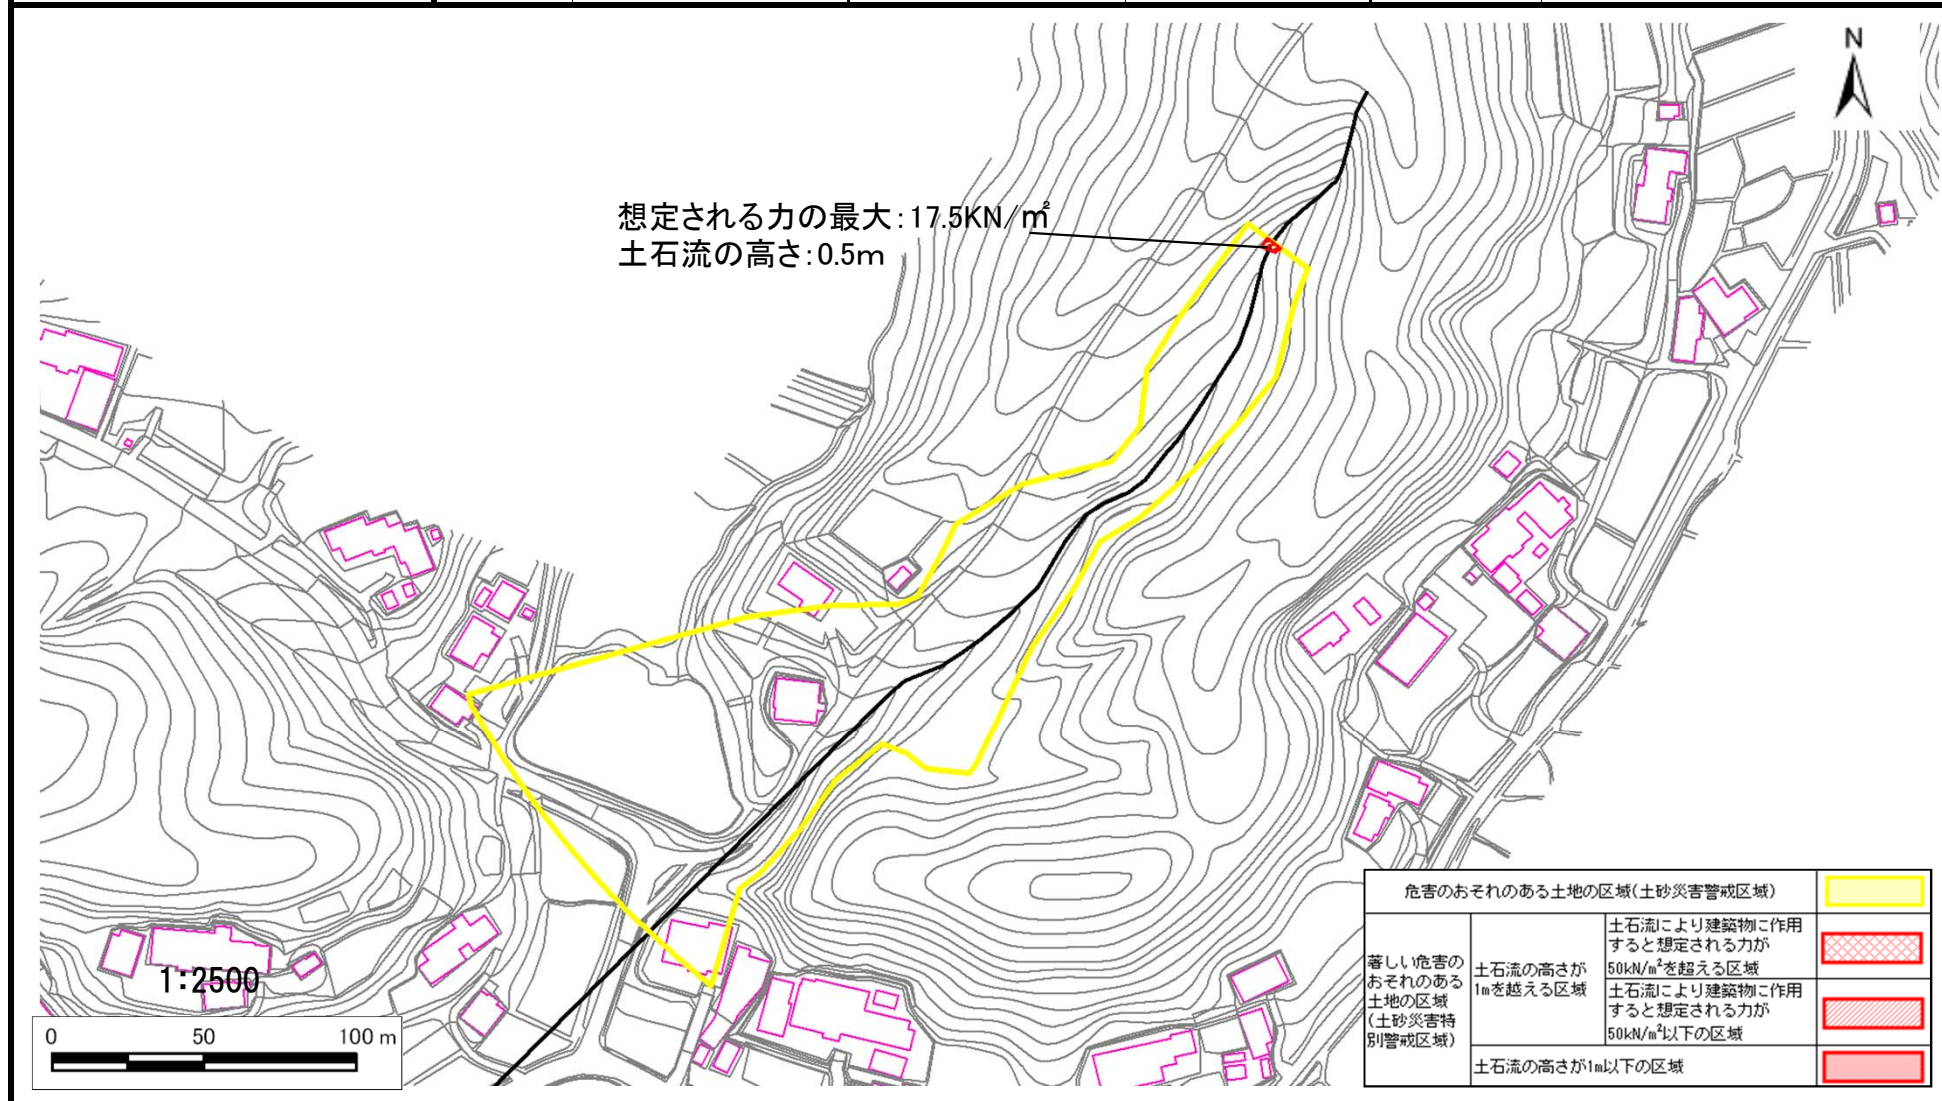 N
想定される力の最大:17.5KN/㎡
土石流の高さ:0.5m
1:2500
0 50 100 m
危害のおそれのある土地の区域(土砂災害警戒区域)
著しい危害の
おそれのある
土地の区域
(土砂災害特
別警戒区域)
土石流の高さが
1mを越える区域
土石流により建築物に作用
すると想定される力が
50kN/m²を超える区域
土石流により建築物に作用
すると想定される力が
50kN/m²以下の区域
土石流の高さが1m以下の区域